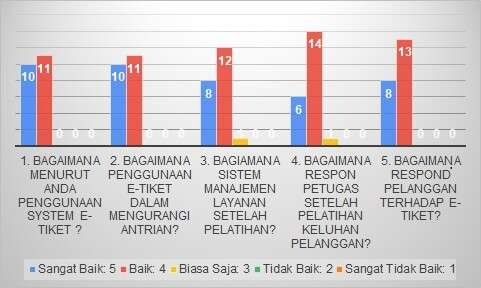 10 11 0 0 0
10 11 0 0 0
8 12 0 0
6 14 0 0
8 13 0 0 0
1. BAGAIMANA
MENURUT
ANDA
PENGGUNAAN
SYSTEM E-
TIKET ?
2. BAGAIMANA
PENGGUNAAN
E-TIKET
DALAM
MENGURANGI
ANTRIAN?
3. BAGIAMANA
SISTEM
MANAJEMEN
LAYANAN
SETELAH
PELATIHAN?
4. BAGAIMANA
RESPON
PETUGAS
SETELAH
PELATIHAN
KELUHAN
PELANGGAN?
5. BAGAIMANA
RESPOND
PELANGGAN
TERHADAP E-
TIKET?
Sangat Baik: 5 Baik: 4 Biasa Saja: 3 Tidak Baik: 2 Sangat Tidak Baik: 1